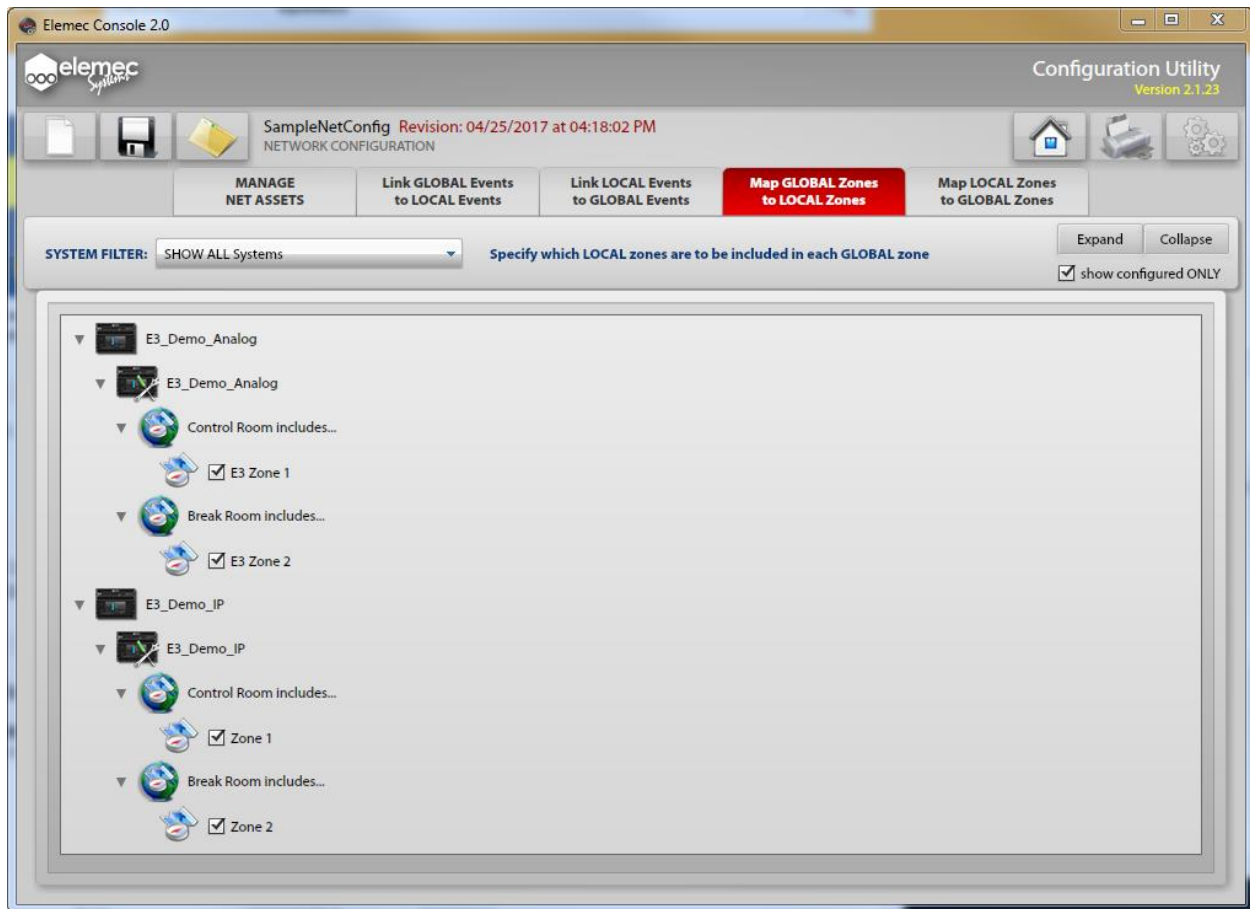 Elemec Console 2.0
elemec
Systems
Configuration Utility
Version 2.1.23
SampleNetConfig Revision: 04/25/2017 at 04:18:02 PM
NETWORK CONFIGURATION
MANAGE
NET ASSETS
Link GLOBAL Events
to LOCAL Events
Link LOCAL Events
to GLOBAL Events
Map GLOBAL Zones
to LOCAL Zones
Map LOCAL Zones
to GLOBAL Zones
SYSTEM FILTER: SHOW ALL Systems
Specify which LOCAL zones are to be included in each GLOBAL zone
Expand
Collapse
show configured ONLY
E3_Demo_Analog
E3_Demo_Analog
Control Room includes...
E3 Zone 1
Break Room includes...
E3 Zone 2
E3_Demo_IP
E3_Demo_IP
Control Room includes...
Zone 1
Break Room includes...
Zone 2